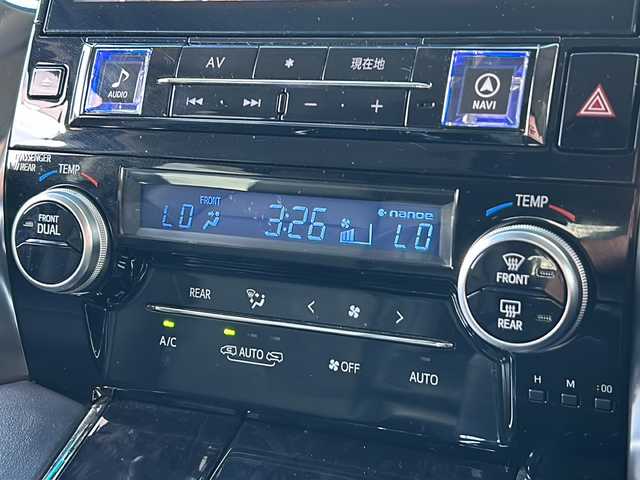 AV
現在地
AUDIO
NAVI
PASSENGER
/REAR
TEMP
TEMP
FRONT
DUAL
FRONT
LO
3:26
nanoe
LO
FRONT
REAR
REAR
A/C
AUTO
OFF
AUTO
H
M
:00